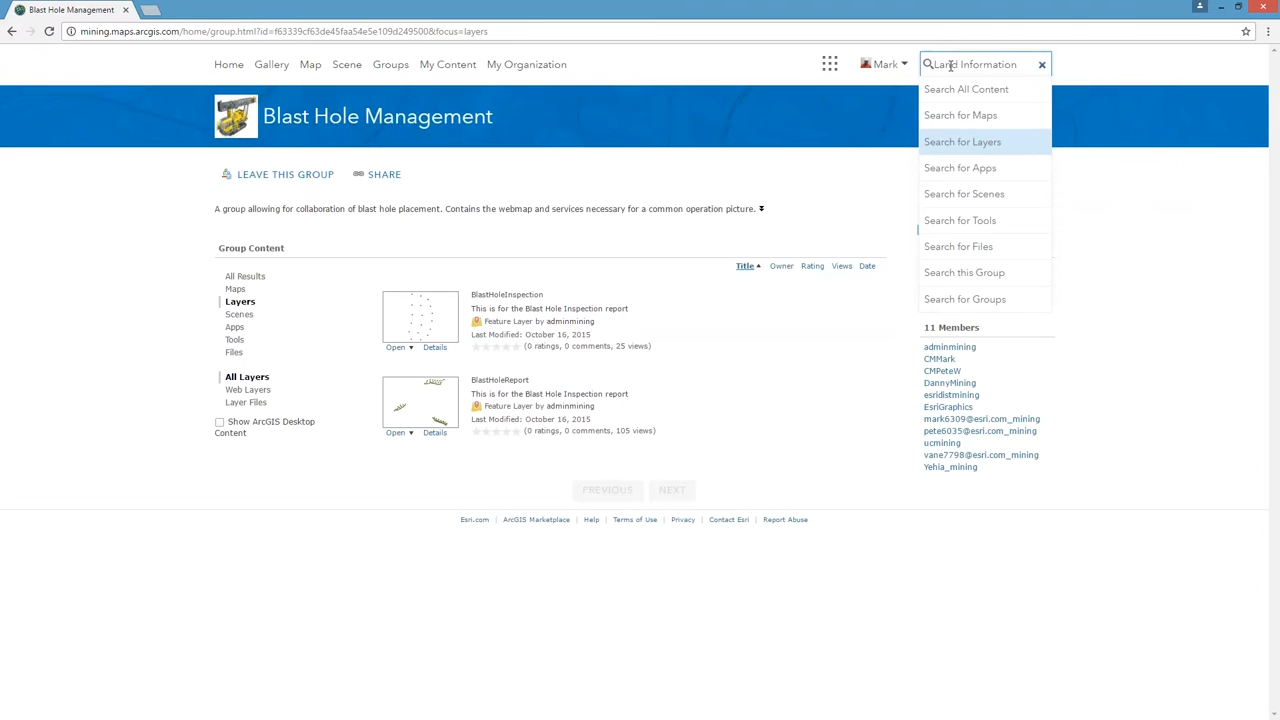 Blast Hole Management
mining.maps.arcgis.com/home/group.html?id=f63339cf63de45faa54e5e109d249500&focus=layers
Home Gallery Map Scene Groups My Content My Organization
Mark
Land Information
Search All Content
Search for Maps
Search for Layers
Search for Apps
Search for Scenes
Search for Tools
Search for Files
Search this Group
Search for Groups
Blast Hole Management
LEAVE THIS GROUP SHARE
A group allowing for collaboration of blast hole placement. Contains the webmap and services necessary for a common operation picture.
Group Content
Title Owner Rating Views Date
All Results
Maps
Layers
Scenes
Apps
Tools
Files
All Layers
Web Layers
Layer Files
Show ArcGIS Desktop
Content
BlastHoleInspection
This is for the Blast Hole Inspection report
Feature Layer by adminmining
Last Modified: October 16, 2015
(0 ratings, 0 comments, 25 views)
Open Details
BlastHoleReport
This is for the Blast Hole Inspection report
Feature Layer by adminmining
Last Modified: October 16, 2015
(0 ratings, 0 comments, 105 views)
Open Details
PREVIOUS NEXT
11 Members
adminmining
CMMark
CMPeteW
DannyMining
esridistmining
EsriGraphics
mark6309@esri.com_mining
pete6035@esri.com_mining
ucmining
vane7798@esri.com_mining
Yehia_mining
Esri.com | ArcGIS Marketplace | Help | Terms of Use | Privacy | Contact Esri | Report Abuse